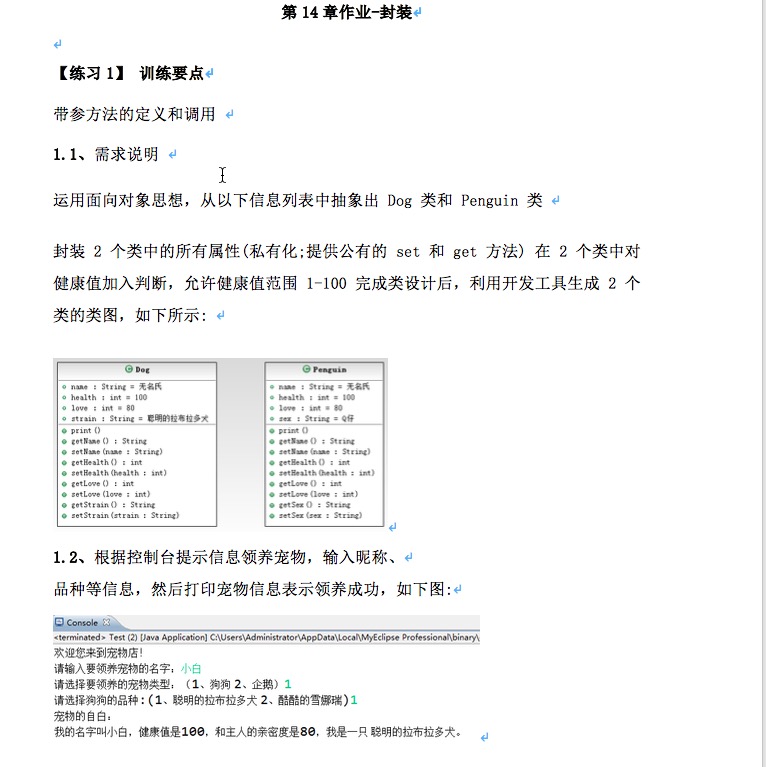 第 14 章作业-封装
【练习 1】 训练要点
带参方法的定义和调用
1.1、需求说明
运用面向对象思想，从以下信息列表中抽象出 Dog 类和 Penguin 类
封装 2 个类中的所有属性(私有化;提供公有的 set 和 get 方法) 在 2 个类中对
健康值加入判断，允许健康值范围 1-100 完成类设计后，利用开发工具生成 2 个
类的类图，如下所示:
Dog
name : String = 无名氏
health : int = 100
love : int = 80
strain : String = 聪明的拉布拉多犬
print()
getName() : String
setName(name : String)
getHealth() : int
setHealth(health : int)
getLove() : int
setLove(love : int)
getStrain() : String
setStrain(strain : String)
Penguin
name : String = 无名氏
health : int = 100
love : int = 80
sex : String = Q仔
print()
getName() : String
setName(name : String)
getHealth() : int
setHealth(health : int)
getLove() : int
setLove(love : int)
getSex() : String
setSex(sex : String)
1.2、根据控制台提示信息领养宠物，输入昵称、
品种等信息，然后打印宠物信息表示领养成功，如下图:
Console
<terminated> Test (2) [Java Application] C:\Users\Administrator\AppData\Local\MyEclipse Professional\binary\
欢迎您来到宠物店!
请输入要领养宠物的名字：小白
请选择要领养的宠物类型：（1、狗狗 2、企鹅）1
请选择狗狗的品种：(1、聪明的拉布拉多犬 2、酷酷的雪娜瑞)1
宠物的自白：
我的名字叫小白，健康值是100，和主人的亲密度是80，我是一只 聪明的拉布拉多犬。